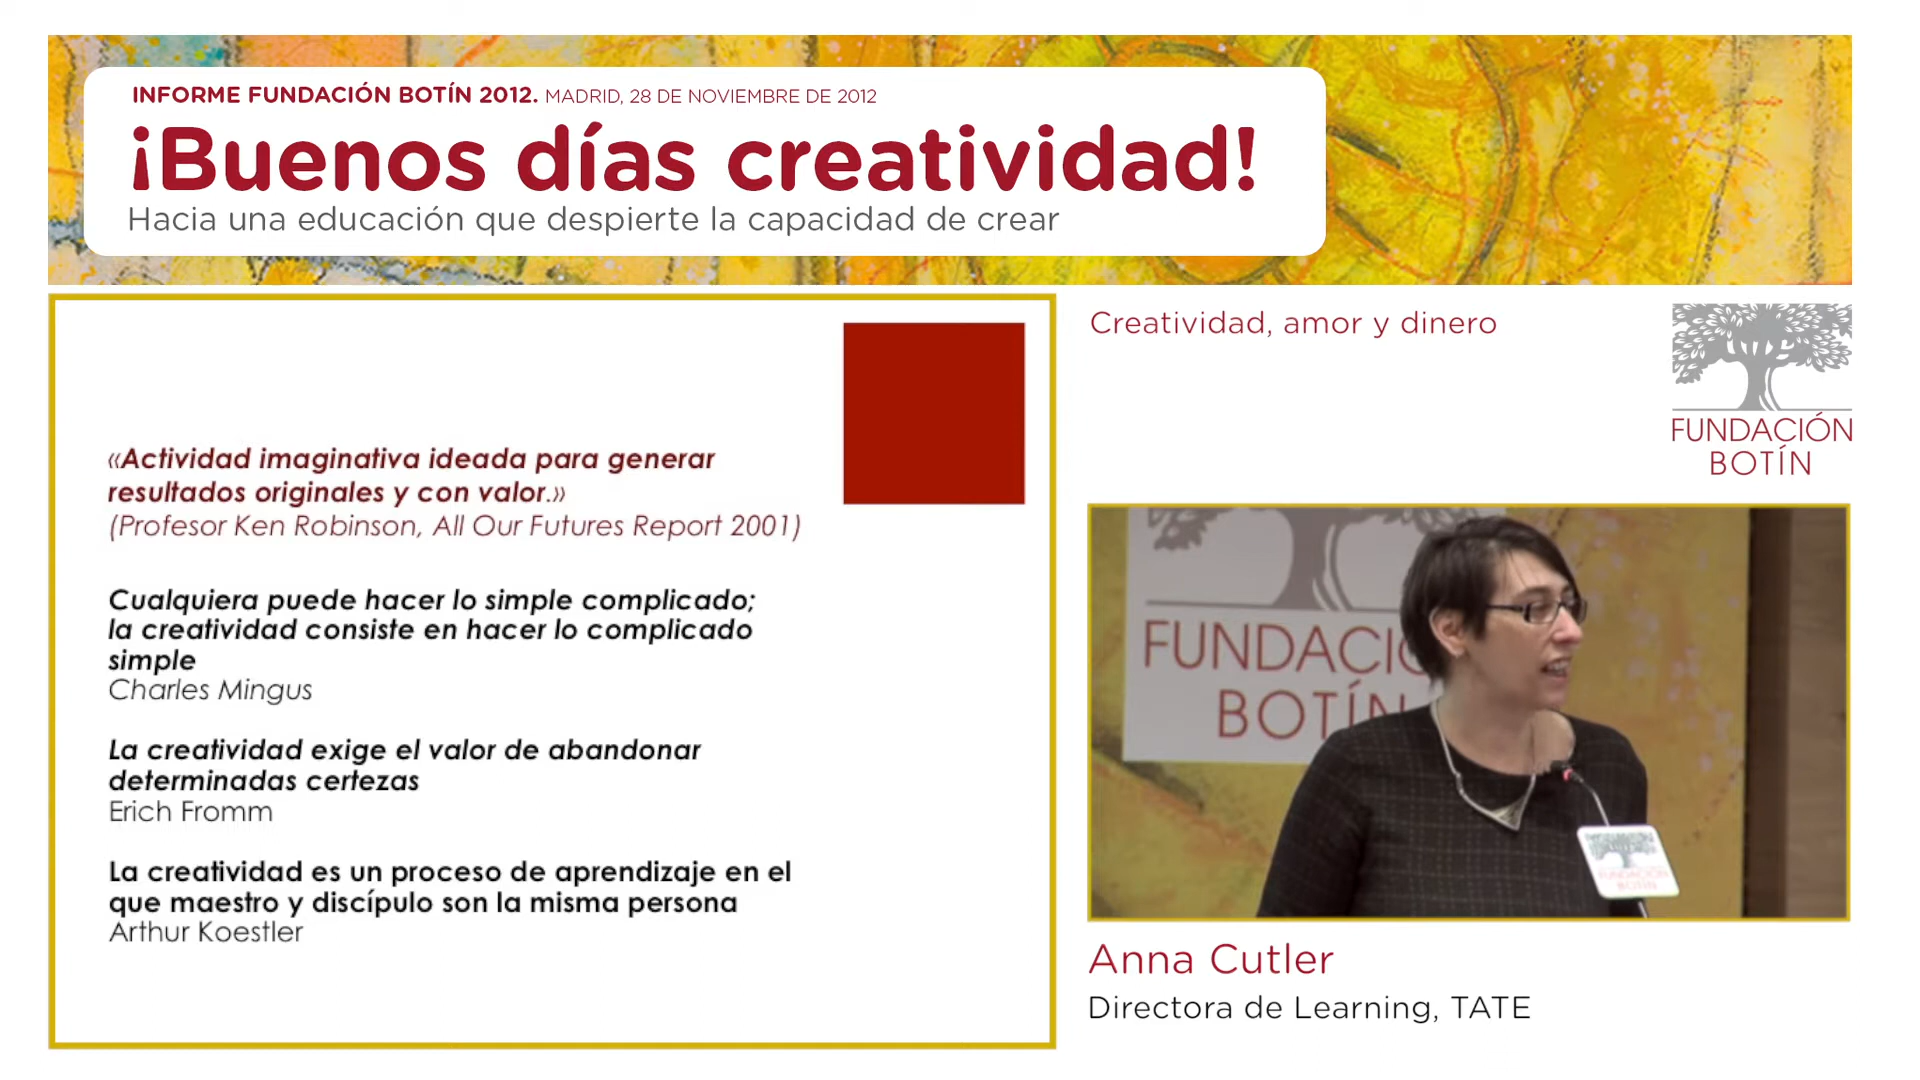 INFORME FUNDACIÓN BOTÍN 2012. MADRID, 28 DE NOVIEMBRE DE 2012
¡Buenos días creatividad!
Hacia una educación que despierte la capacidad de crear
«Actividad imaginativa ideada para generar
resultados originales y con valor.»
(Profesor Ken Robinson, All Our Futures Report 2001)
Cualquiera puede hacer lo simple complicado;
la creatividad consiste en hacer lo complicado
simple
Charles Mingus
La creatividad exige el valor de abandonar
determinadas certezas
Erich Fromm
La creatividad es un proceso de aprendizaje en el
que maestro y discípulo son la misma persona
Arthur Koestler
Creatividad, amor y dinero
FUNDACIÓN
BOTÍN
FUNDACIÓ
BOTÍN
FUNDACIÓN
BOTÍN
Anna Cutler
Directora de Learning, TATE